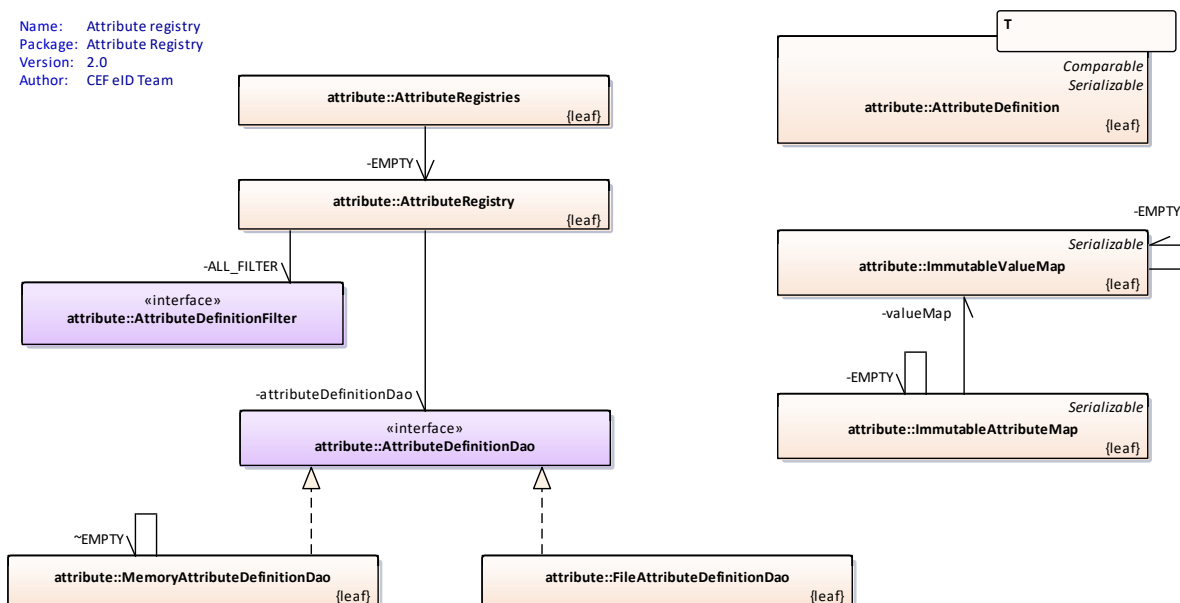 Name: Attribute registry
Package: Attribute Registry
Version: 2.0
Author: CEF eID Team
attribute::AttributeRegistries
{leaf}
-EMPTY
attribute::AttributeRegistry
{leaf}
-ALL_FILTER
«interface»
attribute::AttributeDefinitionFilter
-attributeDefinitionDao
«interface»
attribute::AttributeDefinitionDao
~EMPTY
attribute::MemoryAttributeDefinitionDao
{leaf}
attribute::FileAttributeDefinitionDao
{leaf}
T
Comparable
Serializable
attribute::AttributeDefinition
{leaf}
-EMPTY
Serializable
attribute::ImmutableValueMap
{leaf}
-valueMap
-EMPTY
Serializable
attribute::ImmutableAttributeMap
{leaf}